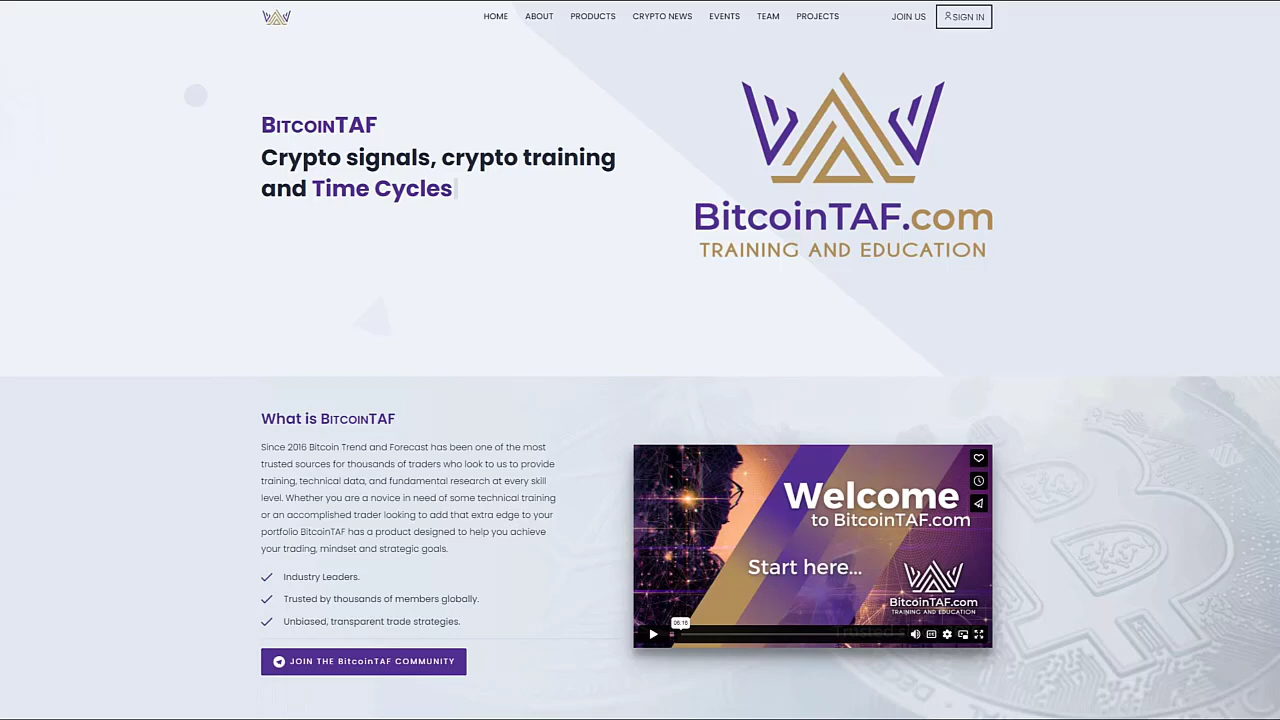 HOME ABOUT PRODUCTS CRYPTO NEWS EVENTS TEAM PROJECTS JOIN US SIGN IN
BITCOINTAF
Crypto signals, crypto training
and Time Cycles
BitcoinTAF.com
TRAINING AND EDUCATION
What is BITCOINTAF
Since 2016 Bitcoin Trend and Forecast has been one of the most
trusted sources for thousands of traders who look to us to provide
training, technical data, and fundamental research at every skill
level. Whether you are a novice in need of some technical training
or an accomplished trader looking to add that extra edge to your
portfolio BitcoinTAF has a product designed to help you achieve
your trading, mindset and strategic goals.
Industry Leaders.
Trusted by thousands of members globally.
Unbiased, transparent trade strategies.
JOIN THE BitcoinTAF COMMUNITY
Welcome
to BitcoinTAF.com
Start here...
BitcoinTAF.com
TRAINING AND EDUCATION
06:16